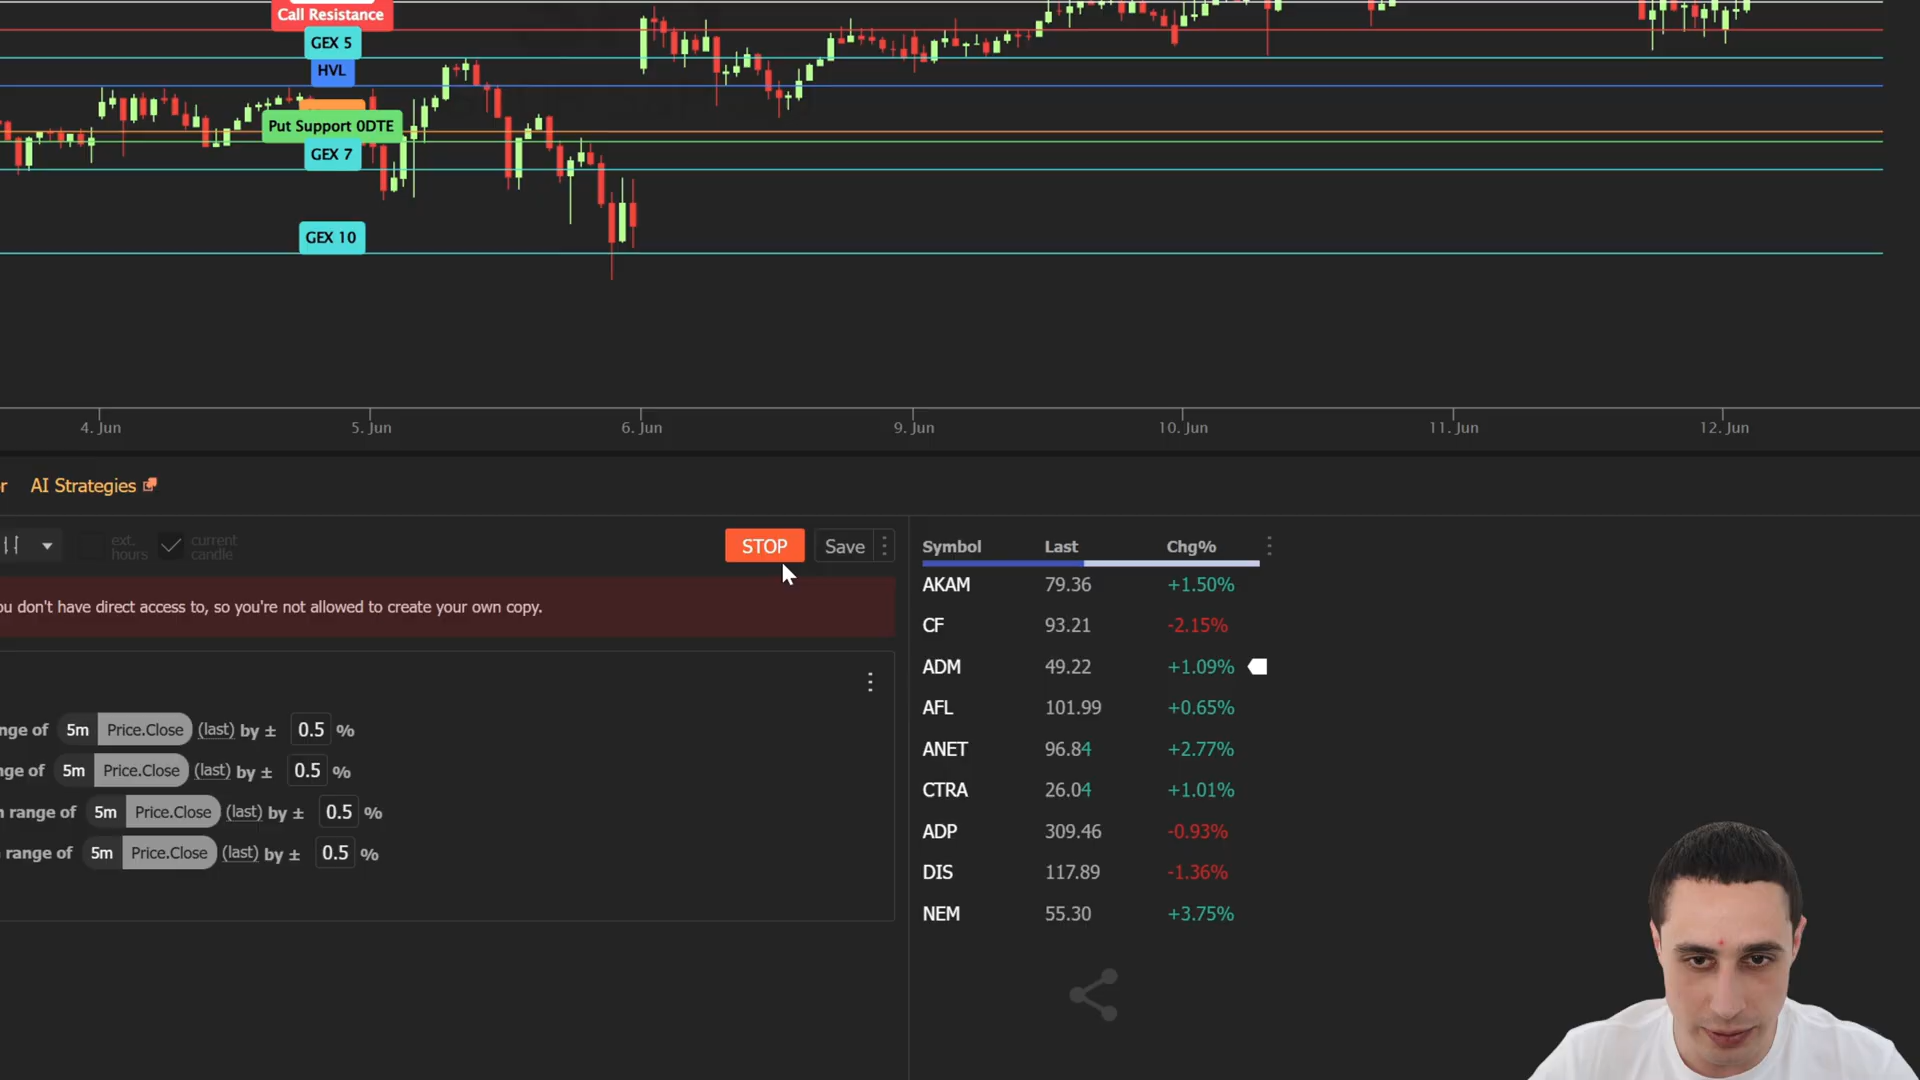 Call Resistance
GEX 5
HVL
Put Support 0DTE
GEX 7
GEX 10
4. Jun 5. Jun 6. Jun 9. Jun 10. Jun 11. Jun 12. Jun
r AI Strategies
ext. hours current candle STOP Save
ou don't have direct access to, so you're not allowed to create your own copy.
nge of 5m Price.Close (last) by ± 0.5 %
nge of 5m Price.Close (last) by ± 0.5 %
n range of 5m Price.Close (last) by ± 0.5 %
range of 5m Price.Close (last) by ± 0.5 %
Symbol Last Chg%
AKAM 79.36 +1.50%
CF 93.21 -2.15%
ADM 49.22 +1.09%
AFL 101.99 +0.65%
ANET 96.84 +2.77%
CTRA 26.04 +1.01%
ADP 309.46 -0.93%
DIS 117.89 -1.36%
NEM 55.30 +3.75%